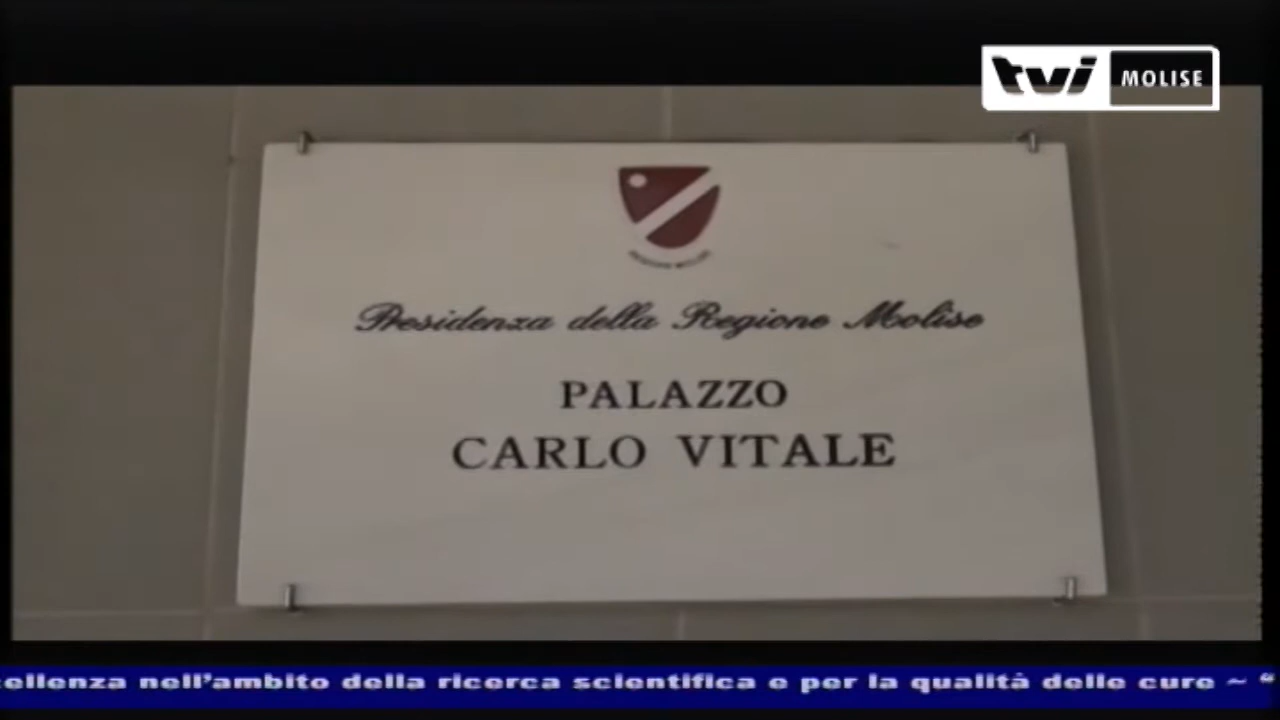 tvi MOLISE
Presidenza della Regione Molise
PALAZZO
CARLO VITALE
nell'ambito della ricerca scientifica e per la qualità delle cure ~ "